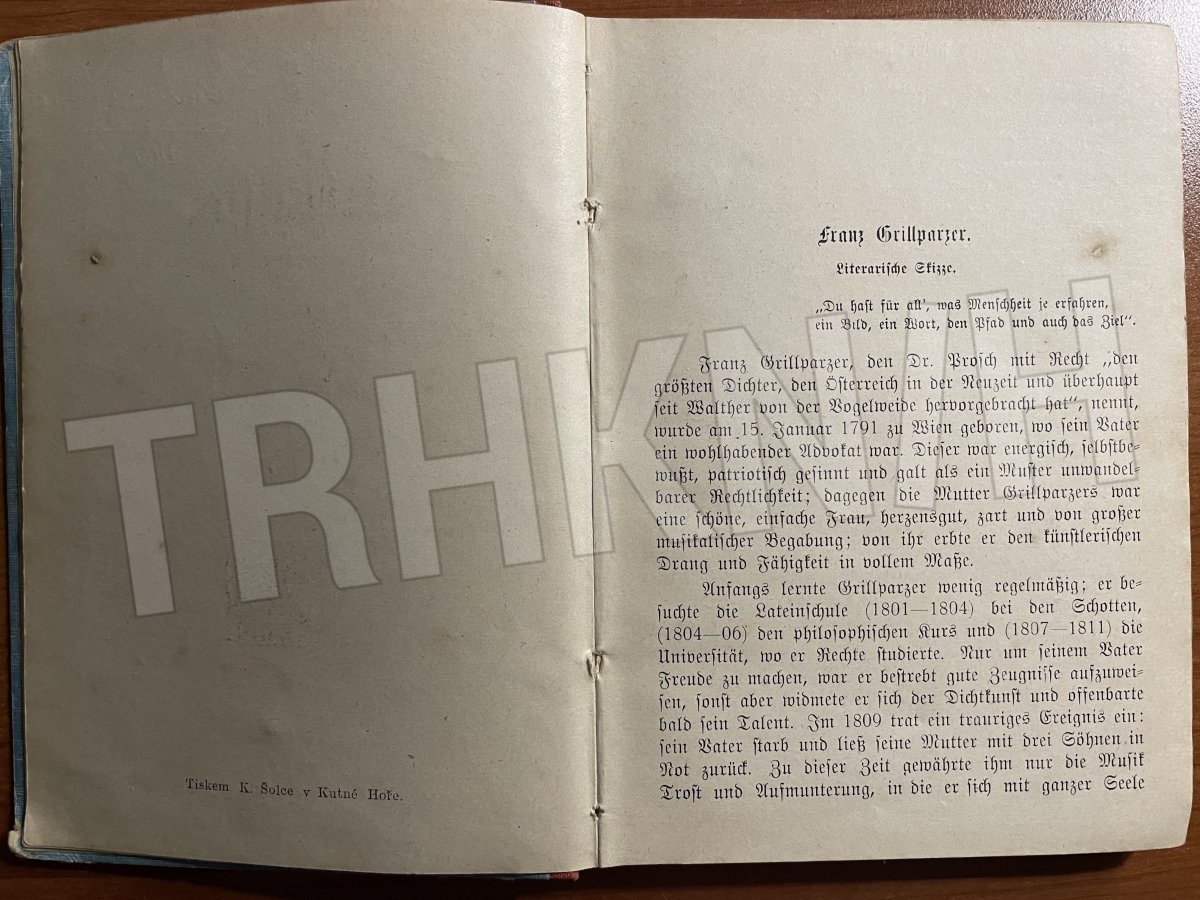 Tiskem K. Šolce v Kutné Hoře.
Franz Grillparzer.
Literarische Skizze.
„Du hast für all', was Menschheit je erfahren,
ein Bild, ein Wort, den Pfad und auch das Ziel“.
Franz Grillparzer, den Dr. Prosch mit Recht „den
größten Dichter, den Österreich in der Neuzeit und überhaupt
seit Walther von der Vogelweide hervorgebracht hat“, nennt,
wurde am 15. Januar 1791 zu Wien geboren, wo sein Vater
ein wohlhabender Advokat war. Dieser war energisch, selbstbe-
wußt, patriotisch gesinnt und galt als ein Muster unwandel-
barer Rechtlichkeit; dagegen die Mutter Grillparzers war
eine schöne, einfache Frau, herzensgut, zart und von großer
musikalischer Begabung; von ihr erbte er den künstlerischen
Drang und Fähigkeit in vollem Maße.
Anfangs lernte Grillparzer wenig regelmäßig; er be-
suchte die Lateinschule (1801—1804) bei den Schotten,
(1804—06) den philosophischen Kurs und (1807—1811) die
Universität, wo er Rechte studierte. Nur um seinem Vater
Freude zu machen, war er bestrebt gute Zeugnisse aufzuwei-
sen, sonst aber widmete er sich der Dichtkunst und offenbarte
bald sein Talent. Im 1809 trat ein trauriges Ereignis ein:
sein Vater starb und ließ seine Mutter mit drei Söhnen in
Not zurück. Zu dieser Zeit gewährte ihm nur die Musik
Trost und Aufmunterung, in die er sich mit ganzer Seele
TRHKNIH